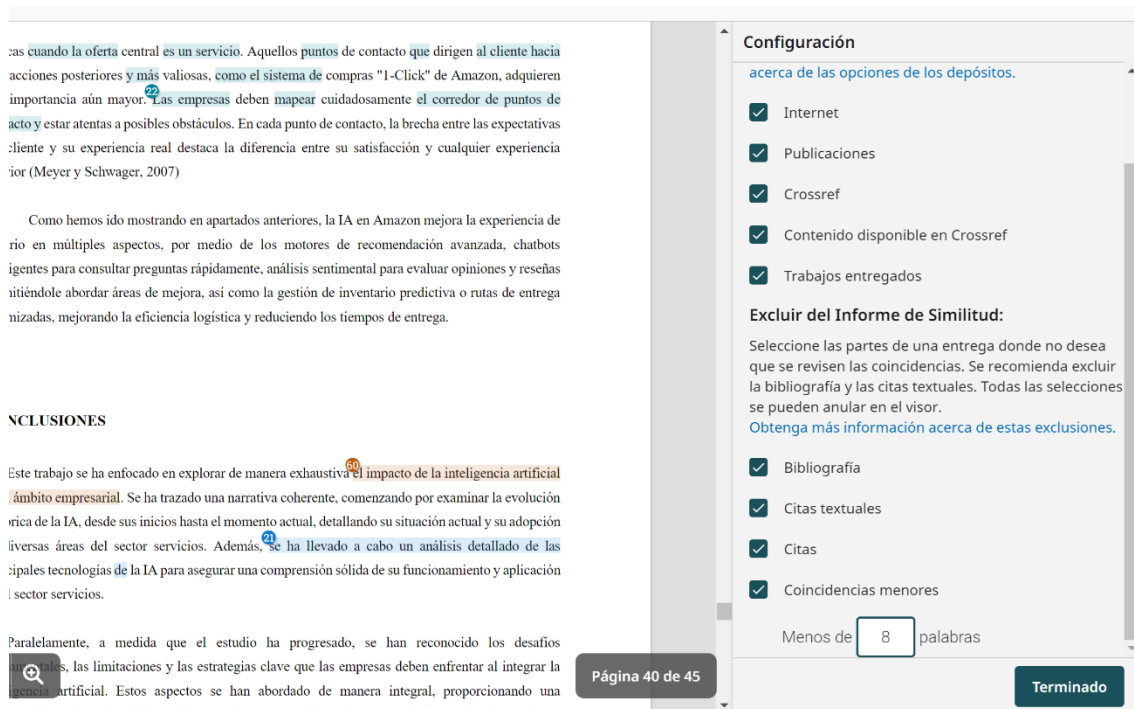 cas cuando la oferta central es un servicio. Aquellos puntos de contacto que dirigen al cliente hacia
acciones posteriores y más valiosas, como el sistema de compras "1-Click" de Amazon, adquieren
importancia aún mayor. 22 Las empresas deben mapear cuidadosamente el corredor de puntos de
acto y estar atentas a posibles obstáculos. En cada punto de contacto, la brecha entre las expectativas
cliente y su experiencia real destaca la diferencia entre su satisfacción y cualquier experiencia
rior (Meyer y Schwager, 2007)
Como hemos ido mostrando en apartados anteriores, la IA en Amazon mejora la experiencia de
rio en múltiples aspectos, por medio de los motores de recomendación avanzada, chatbots
igentes para consultar preguntas rápidamente, análisis sentimental para evaluar opiniones y reseñas
nitiéndole abordar áreas de mejora, así como la gestión de inventario predictiva o rutas de entrega
nizadas, mejorando la eficiencia logística y reduciendo los tiempos de entrega.
NCLUSIONES
Este trabajo se ha enfocado en explorar de manera exhaustiva 60 el impacto de la inteligencia artificial
ámbito empresarial. Se ha trazado una narrativa coherente, comenzando por examinar la evolución
órica de la IA, desde sus inicios hasta el momento actual, detallando su situación actual y su adopción
diversas áreas del sector servicios. Además, 21 se ha llevado a cabo un análisis detallado de las
cipales tecnologías de la IA para asegurar una comprensión sólida de su funcionamiento y aplicación
l sector servicios.
Paralelamente, a medida que el estudio ha progresado, se han reconocido los desafíos
las limitaciones y las estrategias clave que las empresas deben enfrentar al integrar la
artificial. Estos aspectos se han abordado de manera integral, proporcionando una
Página 40 de 45
Configuración
acerca de las opciones de los depósitos.
Internet
Publicaciones
Crossref
Contenido disponible en Crossref
Trabajos entregados
Excluir del Informe de Similitud:
Seleccione las partes de una entrega donde no desea
que se revisen las coincidencias. Se recomienda excluir
la bibliografía y las citas textuales. Todas las selecciones
se pueden anular en el visor.
Obtenga más información acerca de estas exclusiones.
Bibliografía
Citas textuales
Citas
Coincidencias menores
Menos de 8 palabras
Terminado